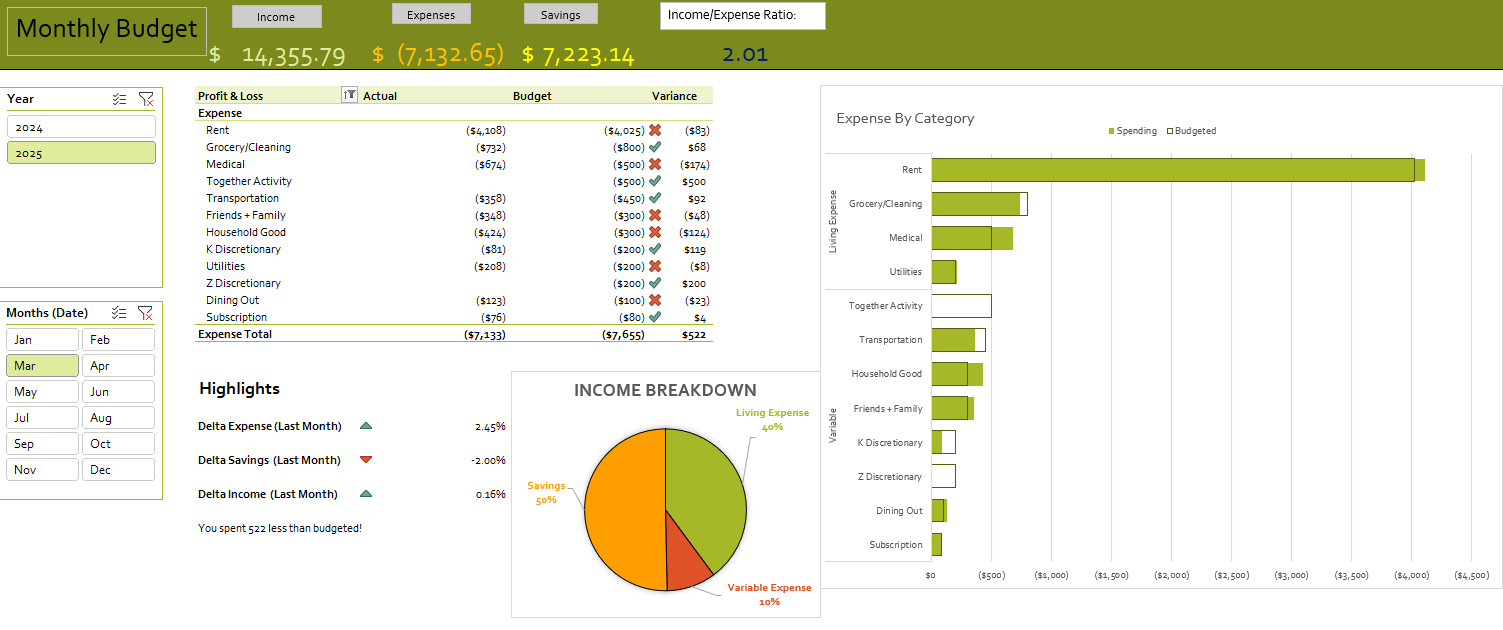 Monthly Budget
Income
Expenses
Savings
Income/Expense Ratio:
$ 14,355.79
$ (7,132.65)
$ 7,223.14
2.01
Year
2024
2025
Months (Date)
Jan Feb
Mar Apr
May Jun
Jul Aug
Sep Oct
Nov Dec
Profit & Loss Actual Budget Variance
Expense
Rent ($4,108) ($4,025) ($83)
Grocery/Cleaning ($732) ($800) $68
Medical ($674) ($500) ($174)
Together Activity ($500) $500
Transportation ($358) ($450) $92
Friends + Family ($348) ($300) ($48)
Household Good ($424) ($300) ($124)
K Discretionary ($81) ($200) $119
Utilities ($208) ($200) ($8)
Z Discretionary ($200) $200
Dining Out ($123) ($100) ($23)
Subscription ($76) ($80) $4
Expense Total ($7,133) ($7,655) $522
Highlights
Delta Expense (Last Month) 2.45%
Delta Savings (Last Month) -2.00%
Delta Income (Last Month) 0.16%
You spent 522 less than budgeted!
INCOME BREAKDOWN
Living Expense
40%
Savings
50%
Variable Expense
10%
Expense By Category
Spending Budgeted
Living Expense
Rent
Grocery/Cleaning
Medical
Utilities
Variable
Together Activity
Transportation
Household Good
Friends + Family
K Discretionary
Z Discretionary
Dining Out
Subscription
$0 ($500) ($1,000) ($1,500) ($2,000) ($2,500) ($3,000) ($3,500) ($4,000) ($4,500)